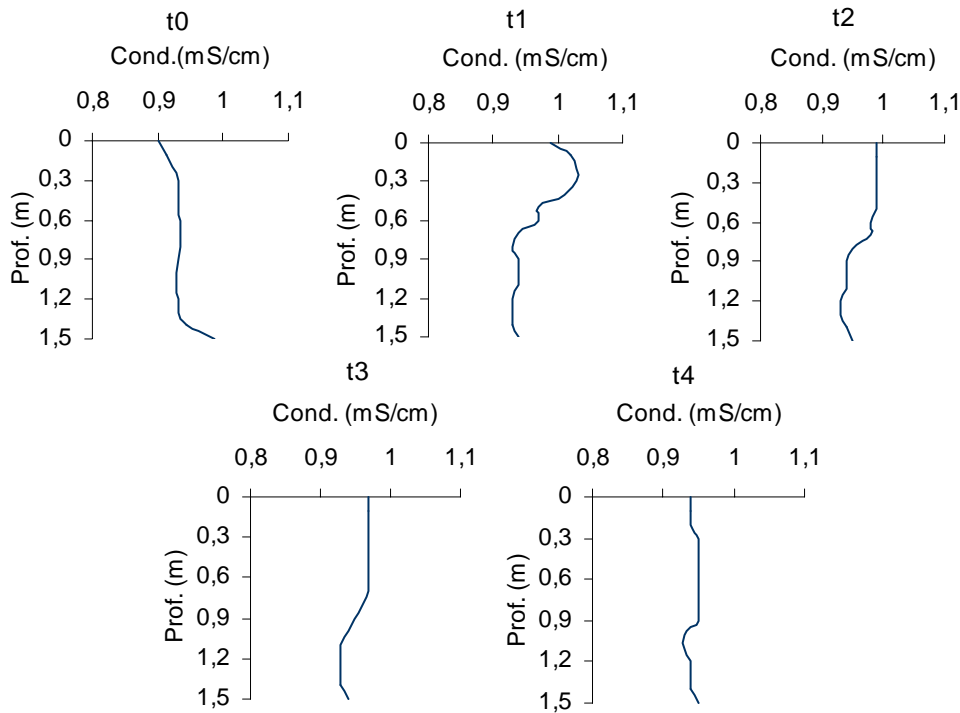 t0
Cond.(mS/cm)
0,8 0,9 1 1,1
0
0,3
0,6
0,9
1,2
1,5
Prof. (m)
t1
Cond. (mS/cm)
0,8 0,9 1 1,1
0
0,3
0,6
0,9
1,2
1,5
Prof. (m)
t2
Cond. (mS/cm)
0,8 0,9 1 1,1
0
0,3
0,6
0,9
1,2
1,5
Prof. (m)
t3
Cond. (mS/cm)
0,8 0,9 1 1,1
0
0,3
0,6
0,9
1,2
1,5
Prof. (m)
t4
Cond. (mS/cm)
0,8 0,9 1 1,1
0
0,3
0,6
0,9
1,2
1,5
Prof. (m)